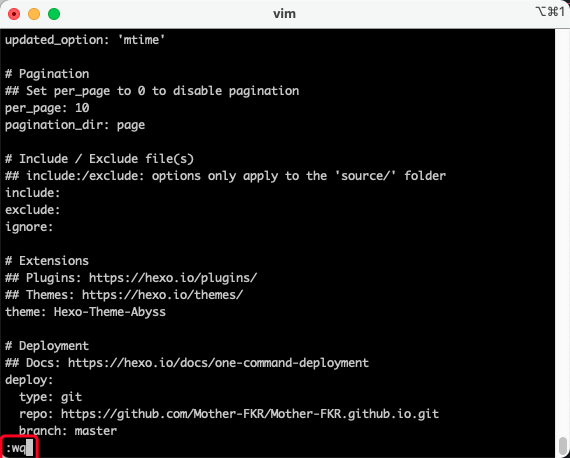 vim
⌥⌘1
updated_option: 'mtime'
# Pagination
## Set per_page to 0 to disable pagination
per_page: 10
pagination_dir: page
# Include / Exclude file(s)
## include:/exclude: options only apply to the 'source/' folder
include:
exclude:
ignore:
# Extensions
## Plugins: https://hexo.io/plugins/
## Themes: https://hexo.io/themes/
theme: Hexo-Theme-Abyss
# Deployment
## Docs: https://hexo.io/docs/one-command-deployment
deploy:
  type: git
  repo: https://github.com/Mother-FKR/Mother-FKR.github.io.git
  branch: master
:wq